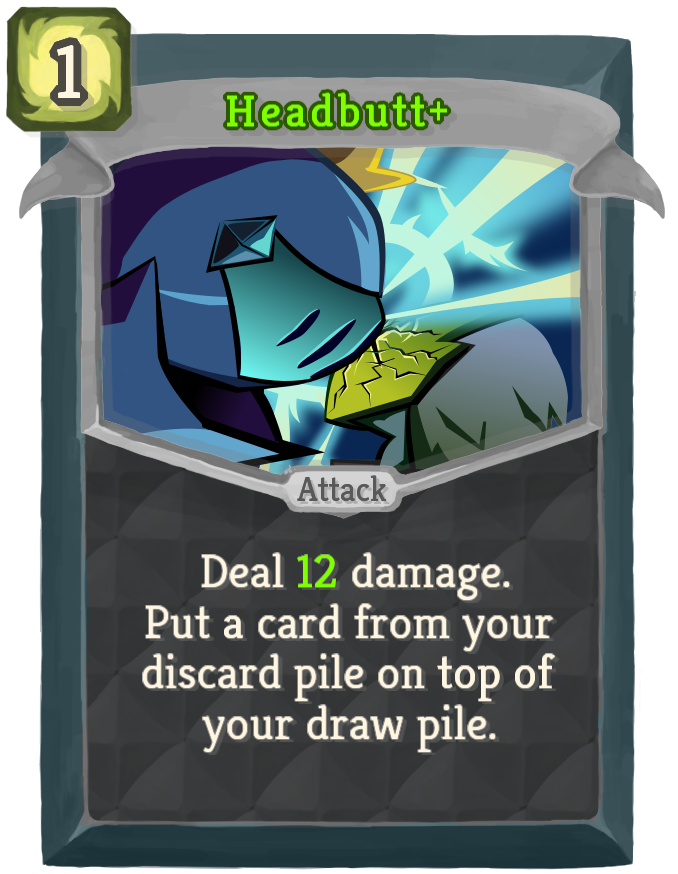 1
Headbutt+
Attack
Deal 12 damage.
Put a card from your
discard pile on top of
your draw pile.